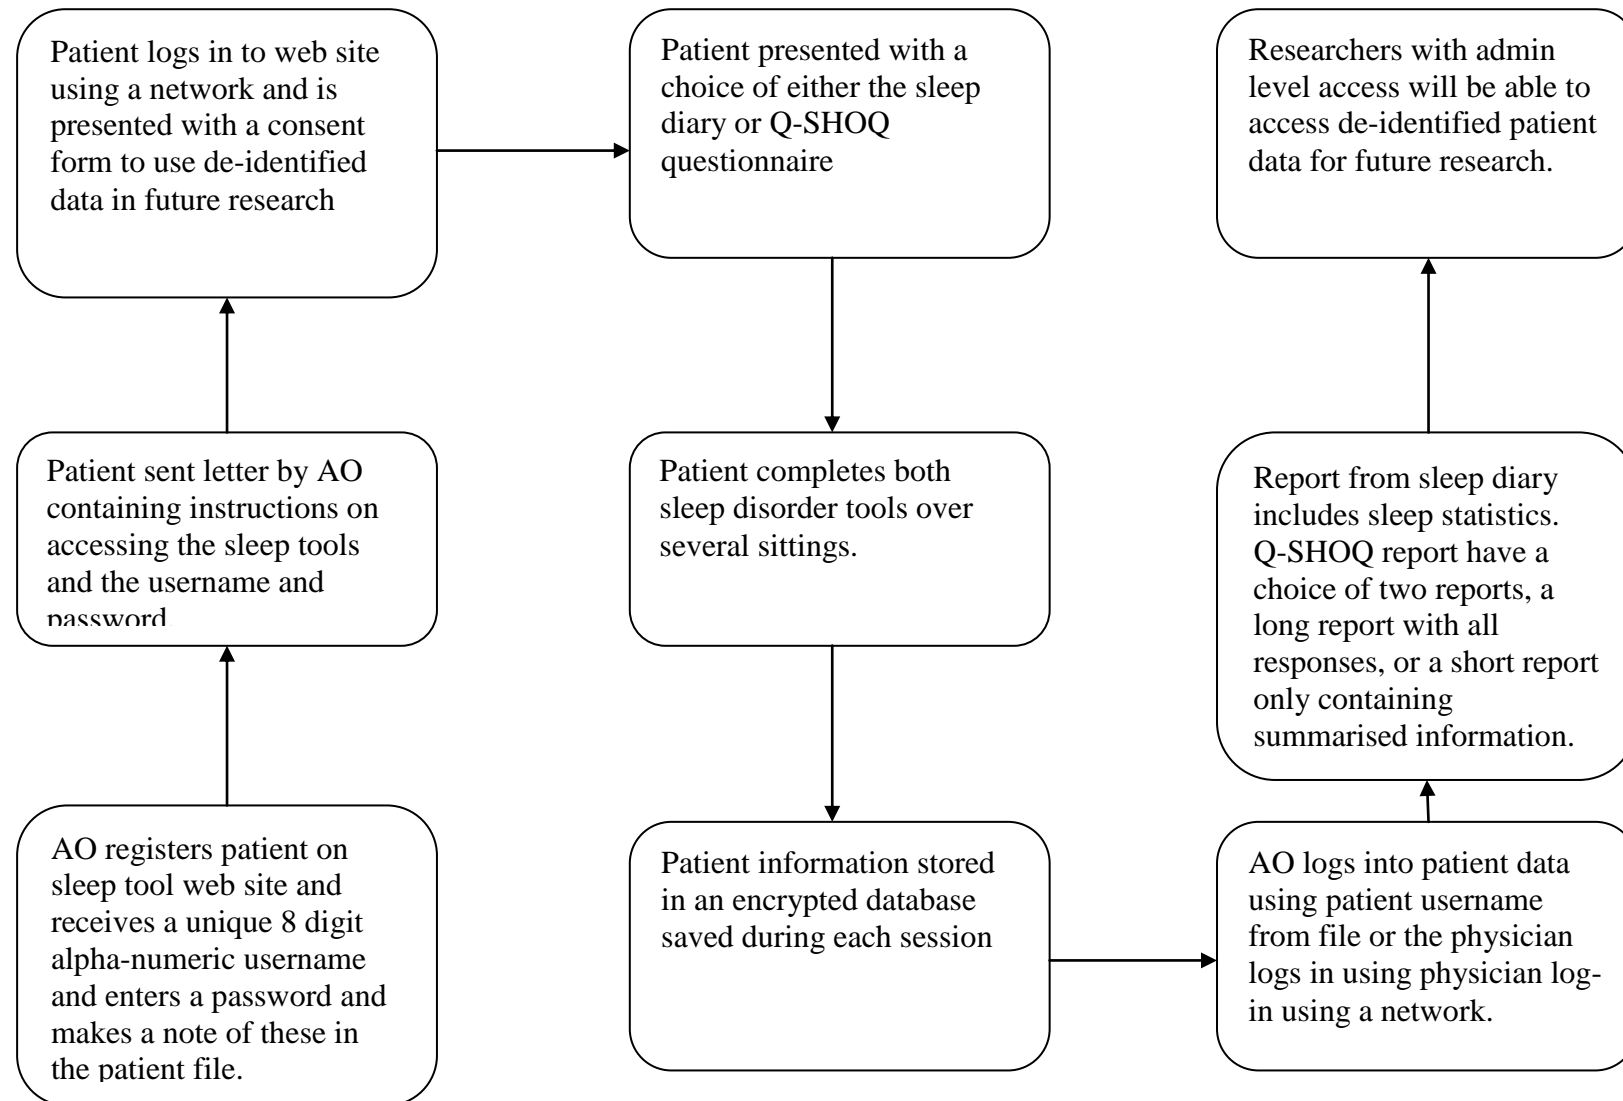 Patient logs in to web site
using a network and is
presented with a consent
form to use de-identified
data in future research
Patient presented with a
choice of either the sleep
diary or Q-SHOQ
questionnaire
Researchers with admin
level access will be able to
access de-identified patient
data for future research.
Patient sent letter by AO
containing instructions on
accessing the sleep tools
and the username and
password.
Patient completes both
sleep disorder tools over
several sittings.
Report from sleep diary
includes sleep statistics.
Q-SHOQ report have a
choice of two reports, a
long report with all
responses, or a short report
only containing
summarised information.
AO registers patient on
sleep tool web site and
receives a unique 8 digit
alpha-numeric username
and enters a password and
makes a note of these in
the patient file.
Patient information stored
in an encrypted database
saved during each session
AO logs into patient data
using patient username
from file or the physician
logs in using physician log-
in using a network.